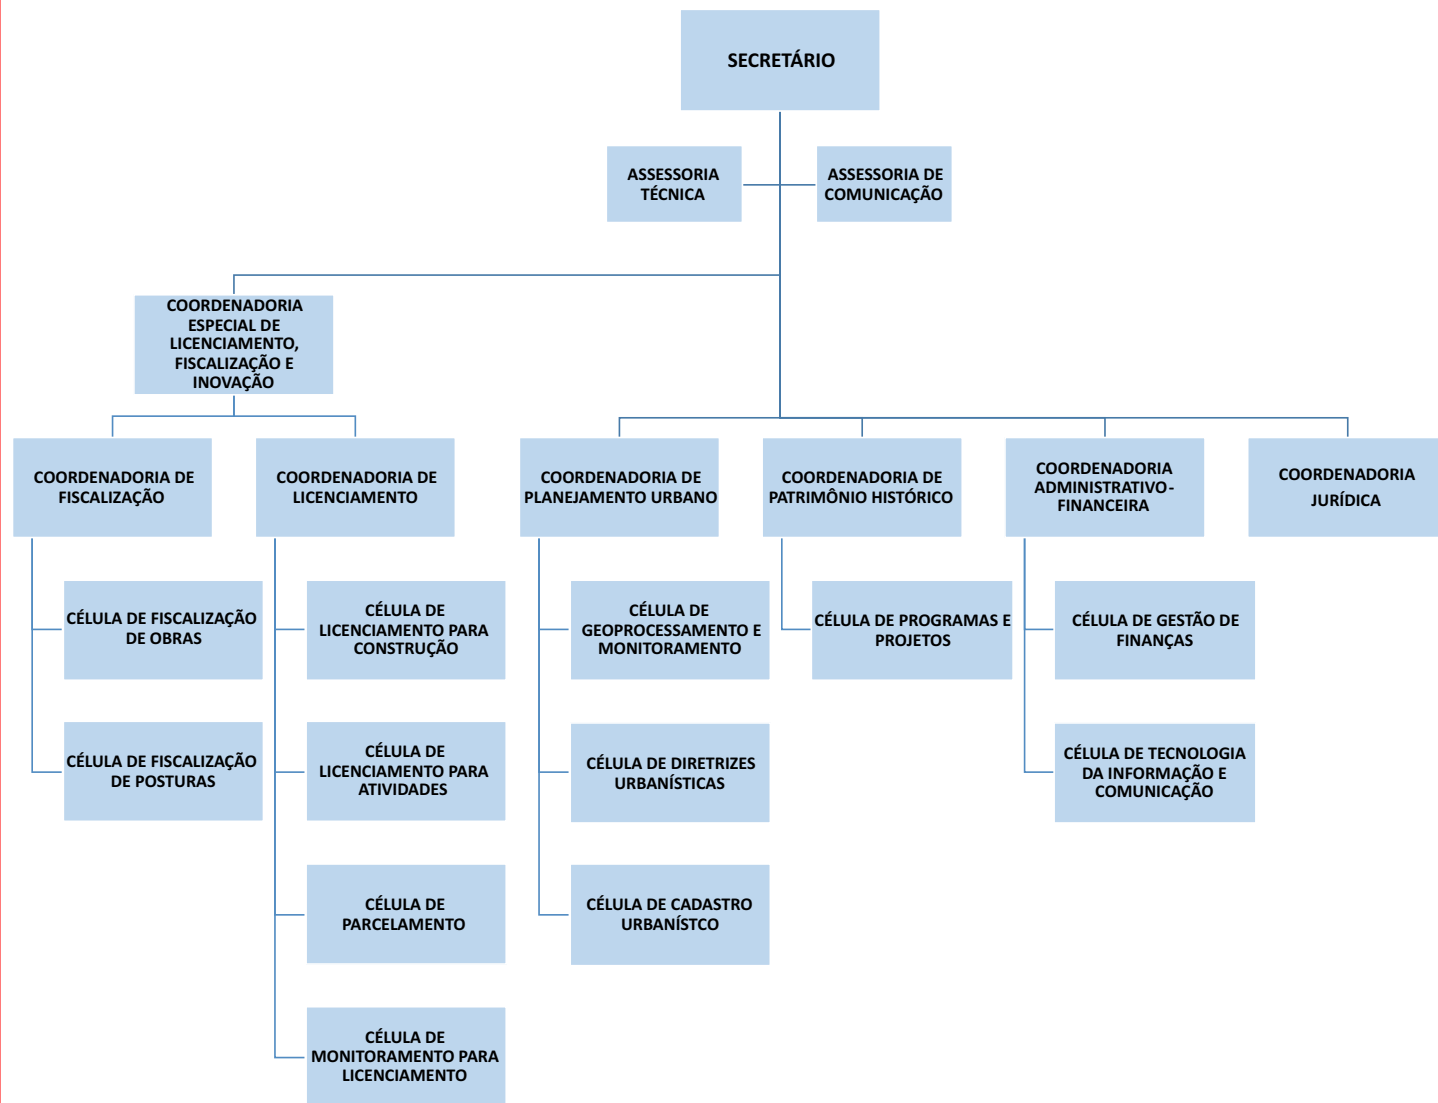 SECRETÁRIO
ASSESSORIA
TÉCNICA
ASSESSORIA DE
COMUNICAÇÃO
COORDENADORIA
ESPECIAL DE
LICENCIAMENTO,
FISCALIZAÇÃO E
INOVAÇÃO
COORDENADORIA DE
FISCALIZAÇÃO
COORDENADORIA DE
LICENCIAMENTO
COORDENADORIA DE
PLANEJAMENTO URBANO
COORDENADORIA DE
PATRIMÔNIO HISTÓRICO
COORDENADORIA
ADMINISTRATIVO-
FINANCEIRA
COORDENADORIA
JURÍDICA
CÉLULA DE FISCALIZAÇÃO
DE OBRAS
CÉLULA DE
LICENCIAMENTO PARA
CONSTRUÇÃO
CÉLULA DE
GEOPROCESSAMENTO E
MONITORAMENTO
CÉLULA DE PROGRAMAS E
PROJETOS
CÉLULA DE GESTÃO DE
FINANÇAS
CÉLULA DE FISCALIZAÇÃO
DE POSTURAS
CÉLULA DE
LICENCIAMENTO PARA
ATIVIDADES
CÉLULA DE DIRETRIZES
URBANÍSTICAS
CÉLULA DE TECNOLOGIA
DA INFORMAÇÃO E
COMUNICAÇÃO
CÉLULA DE
PARCELAMENTO
CÉLULA DE CADASTRO
URBANÍSTCO
CÉLULA DE
MONITORAMENTO PARA
LICENCIAMENTO